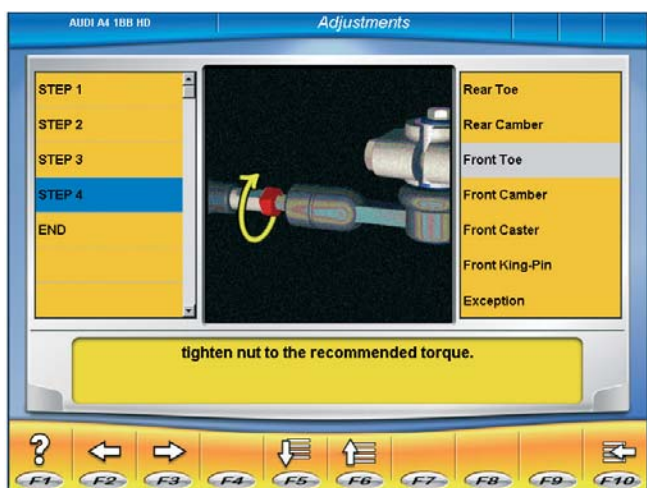 AUDI A4 1BB HD
Adjustments
STEP 1
STEP 2
STEP 3
STEP 4
END
Rear Toe
Rear Camber
Front Toe
Front Camber
Front Caster
Front King-Pin
Exception
tighten nut to the recommended torque.
?
F1 F2 F3 F4 F5 F6 F7 F8 F9 F10